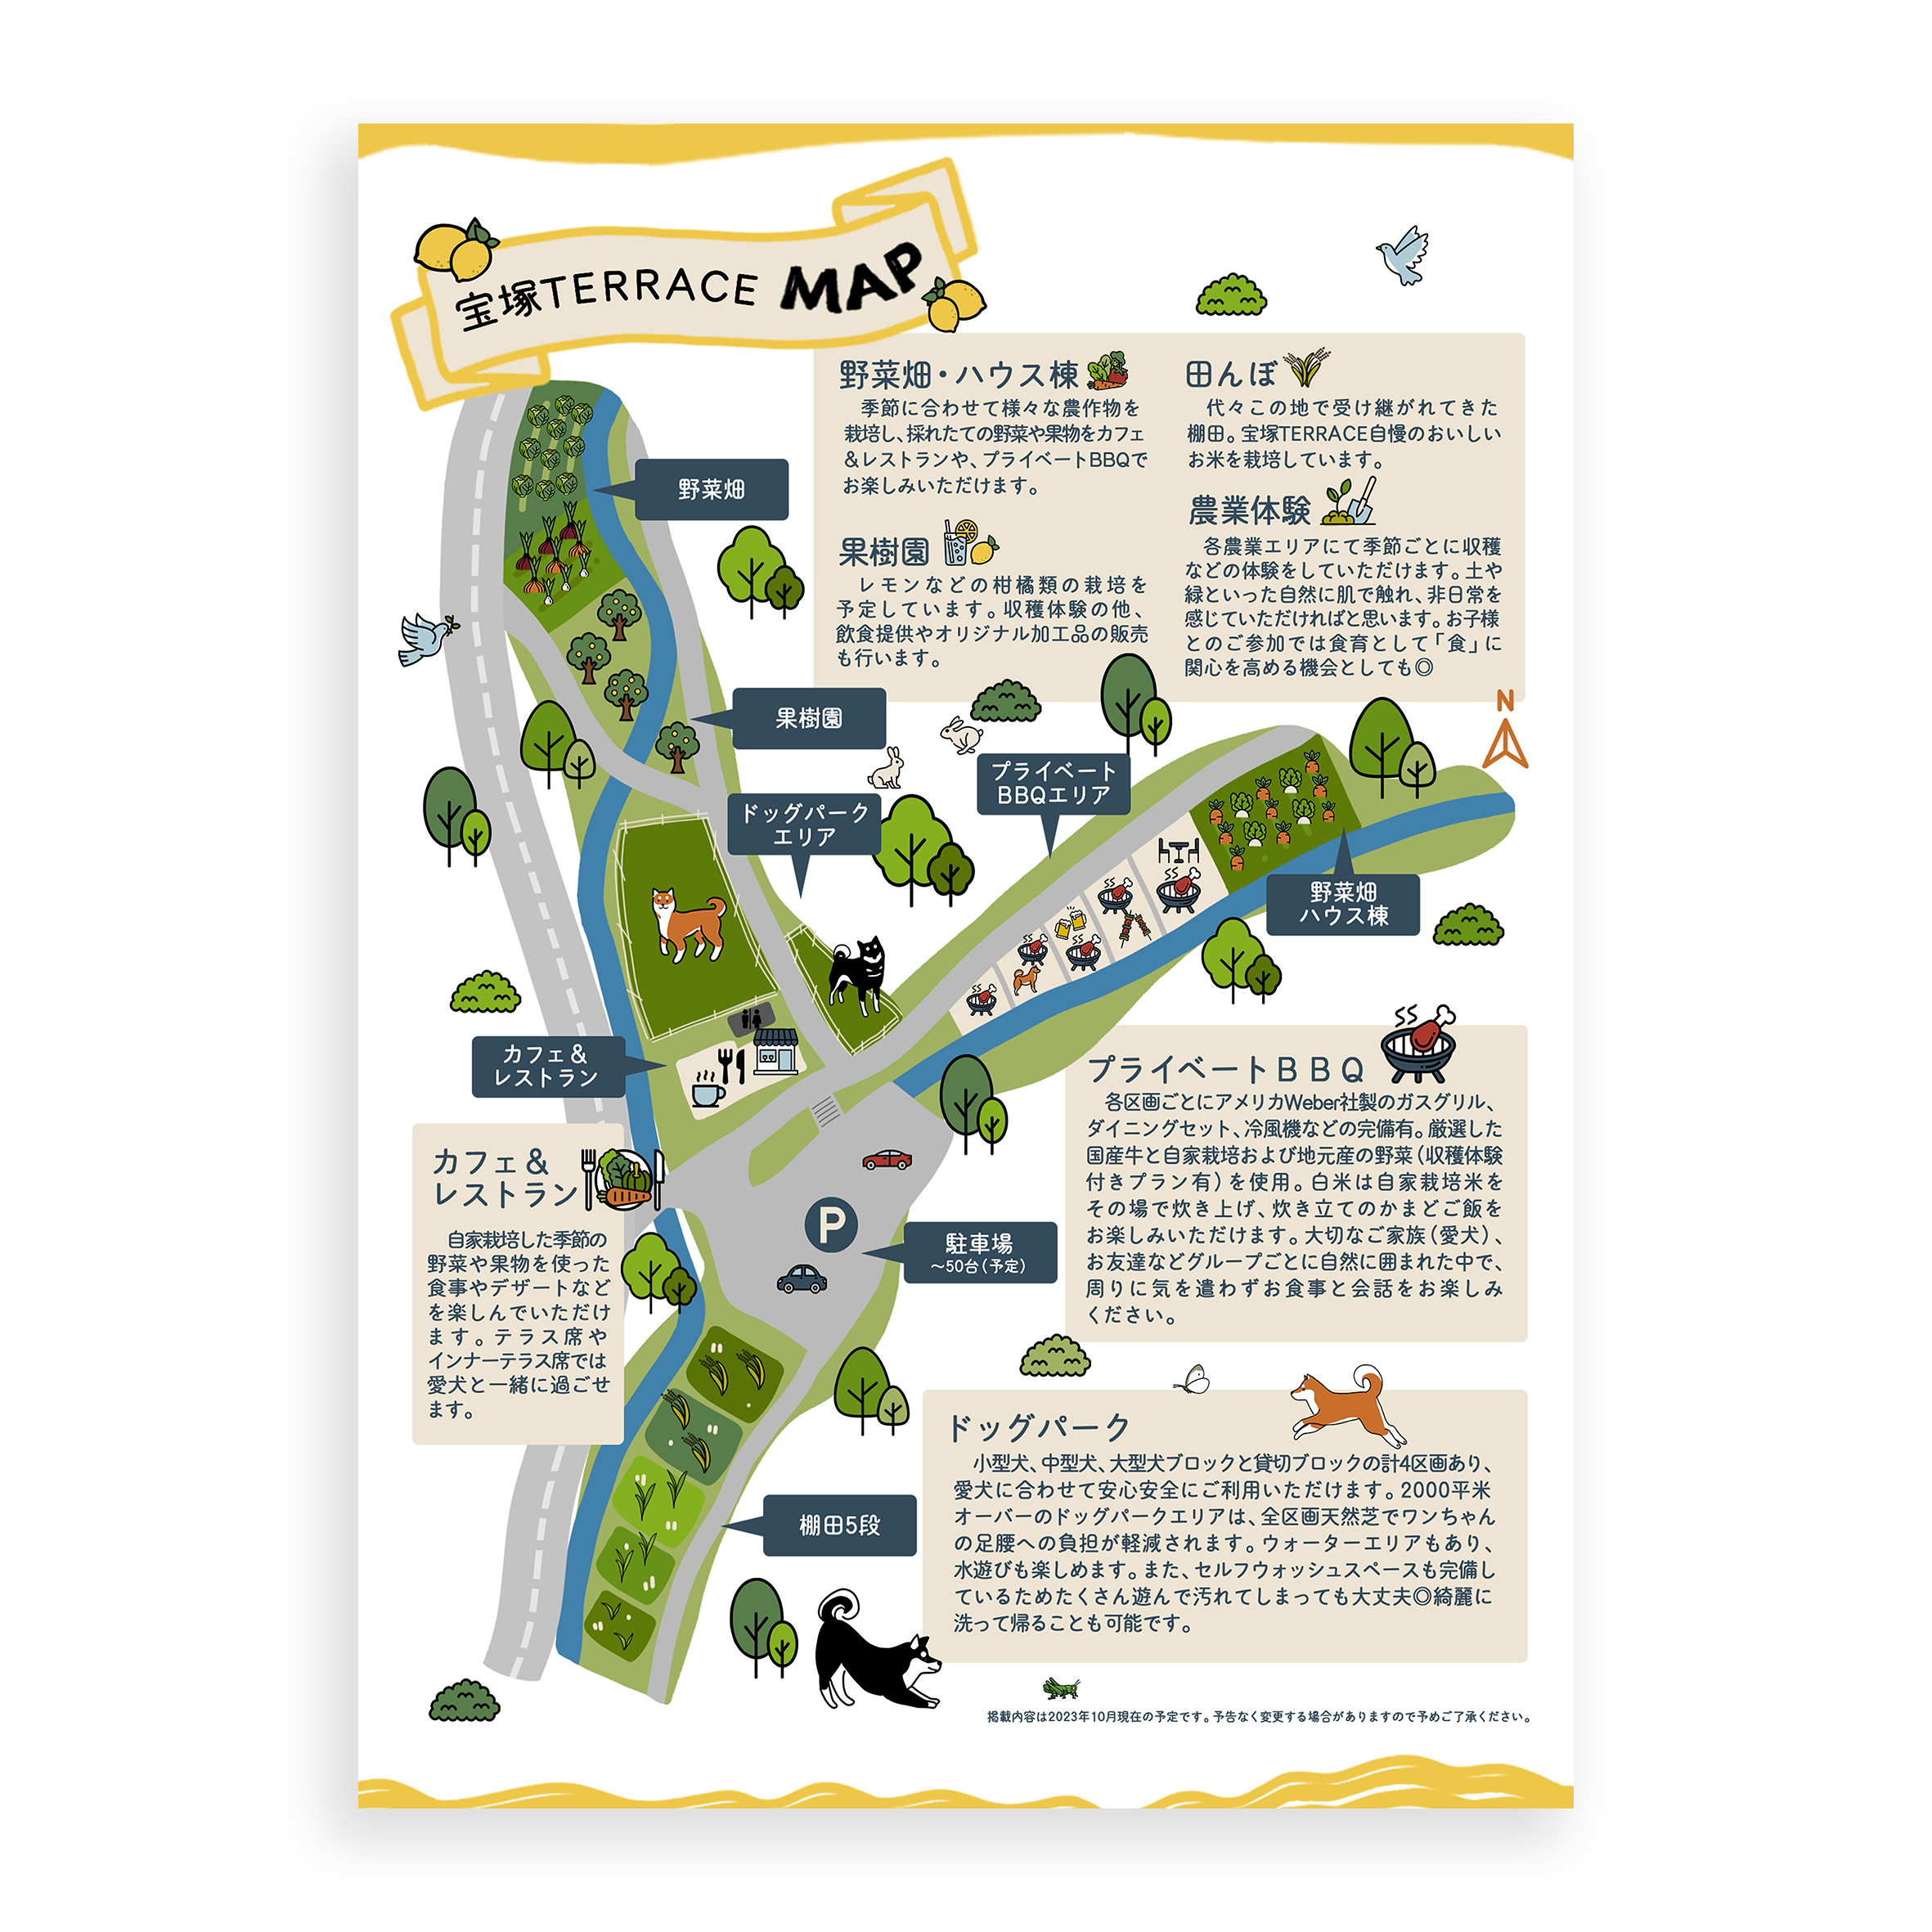 宝塚TERRACE MAP
野菜畑・ハウス棟
季節に合わせて様々な農作物を
栽培し、採れたての野菜や果物をカフェ
&レストランや、プライベートBBQで
お楽しみいただけます。
果樹園
レモンなどの柑橘類の栽培を
予定しています。収穫体験の他、
飲食提供やオリジナル加工品の販売
も行います。
田んぼ
代々この地で受け継がれてきた
棚田。宝塚TERRACE自慢のおいしい
お米を栽培しています。
農業体験
各農業エリアにて季節ごとに収穫
などの体験をしていただけます。土や
緑といった自然に肌で触れ、非日常を
感じていただければと思います。お子様
とのご参加では食育として「食」に
関心を高める機会としても◎
野菜畑
果樹園
ドッグパーク
エリア
プライベート
BBQエリア
N
野菜畑
ハウス棟
カフェ&
レストラン
カフェ&
レストラン
自家栽培した季節の
野菜や果物を使った
食事やデザートなど
を楽しんでいただけ
ます。テラス席や
インナーテラス席では
愛犬と一緒に過ごせ
ます。
P
駐車場
～50台(予定)
プライベートBBQ
各区画ごとにアメリカWeber社製のガスグリル、
ダイニングセット、冷風機などの完備有。厳選した
国産牛と自家栽培および地元産の野菜(収穫体験
付きプラン有)を使用。白米は自家栽培米を
その場で炊き上げ、炊き立てのかまどご飯を
お楽しみいただけます。大切なご家族(愛犬)、
お友達などグループごとに自然に囲まれた中で、
周りに気を遣わずお食事と会話をお楽しみ
ください。
棚田5段
ドッグパーク
小型犬、中型犬、大型犬ブロックと貸切ブロックの計4区画あり、
愛犬に合わせて安心安全にご利用いただけます。2000平米
オーバーのドッグパークエリアは、全区画天然芝でワンちゃん
の足腰への負担が軽減されます。ウォーターエリアもあり、
水遊びも楽しめます。また、セルフウォッシュスペースも完備し
ているためたくさん遊んで汚れてしまっても大丈夫◎綺麗に
洗って帰ることも可能です。
掲載内容は2023年10月現在の予定です。予告なく変更する場合がありますので予めご了承ください。